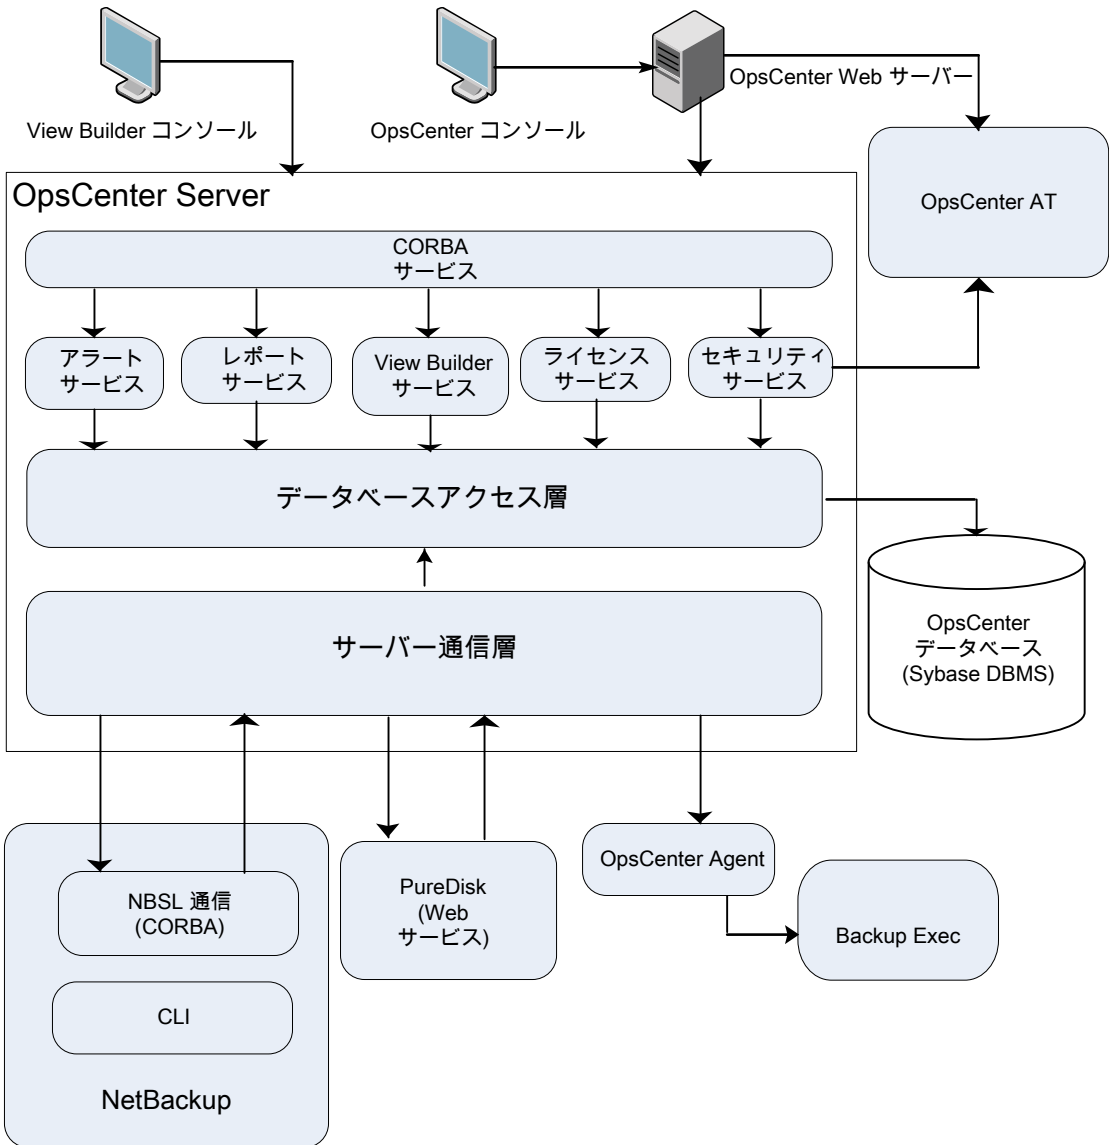 View Builder コンソール
OpsCenter コンソール
OpsCenter Web サーバー
OpsCenter AT
OpsCenter Server
CORBA
サービス
アラート
サービス
レポート
サービス
View Builder
サービス
ライセンス
サービス
セキュリティ
サービス
データベースアクセス層
サーバー通信層
OpsCenter
データベース
(Sybase DBMS)
NBSL 通信
(CORBA)
CLI
NetBackup
PureDisk
(Web
サービス)
OpsCenter Agent
Backup Exec